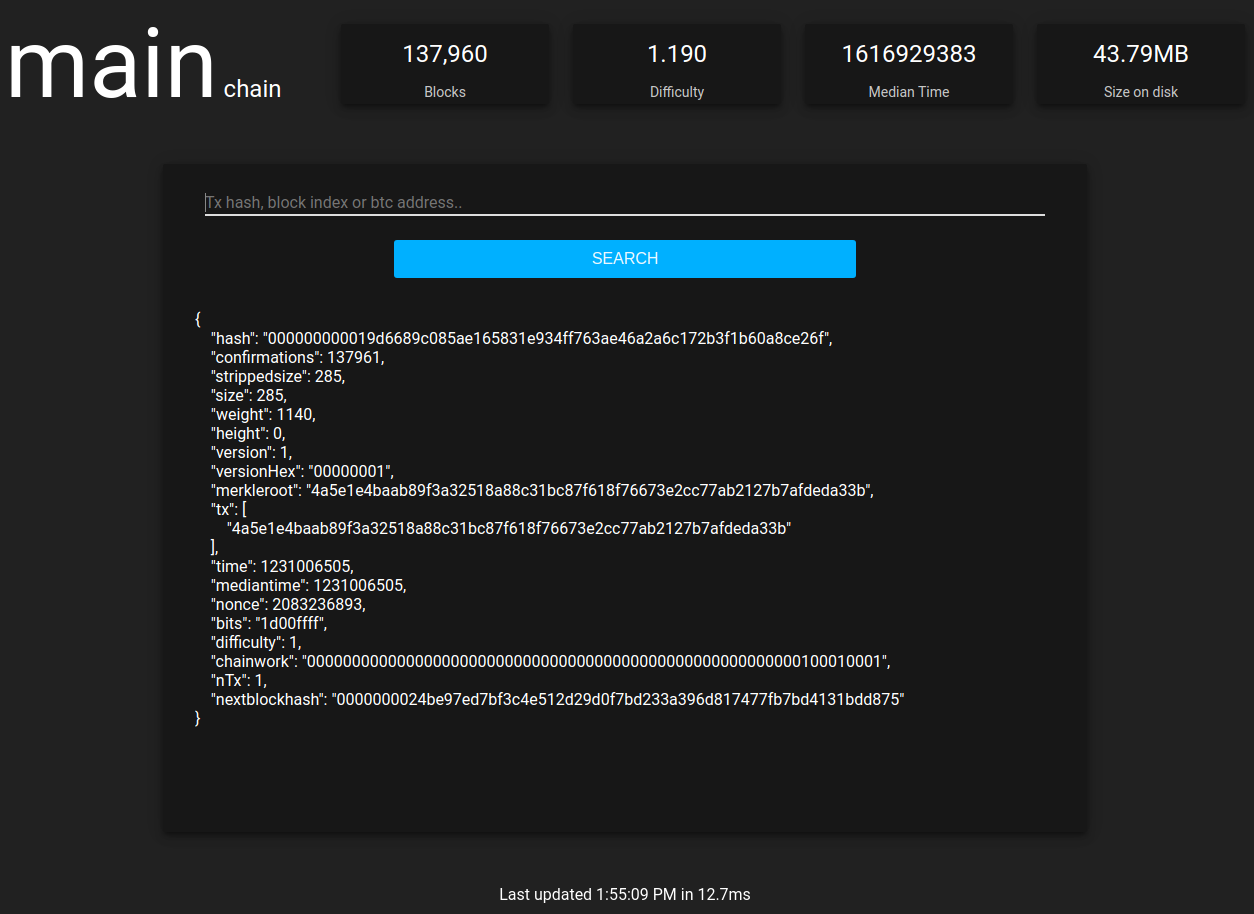 main chain
137,960
Blocks
1.190
Difficulty
1616929383
Median Time
43.79MB
Size on disk
Tx hash, block index or btc address..
SEARCH
{
"hash": "000000000019d6689c085ae165831e934ff763ae46a2a6c172b3f1b60a8ce26f",
"confirmations": 137961,
"strippedsize": 285,
"size": 285,
"weight": 1140,
"height": 0,
"version": 1,
"versionHex": "00000001",
"merkleroot": "4a5e1e4baab89f3a32518a88c31bc87f618f76673e2cc77ab2127b7afdeda33b",
"tx": [
"4a5e1e4baab89f3a32518a88c31bc87f618f76673e2cc77ab2127b7afdeda33b"
],
"time": 1231006505,
"mediantime": 1231006505,
"nonce": 2083236893,
"bits": "1d00ffff",
"difficulty": 1,
"chainwork": "0000000000000000000000000000000000000000000000000000000100010001",
"nTx": 1,
"nextblockhash": "0000000024be97ed7bf3c4e512d29d0f7bd233a396d817477fb7bd4131bdd875"
}
Last updated 1:55:09 PM in 12.7ms